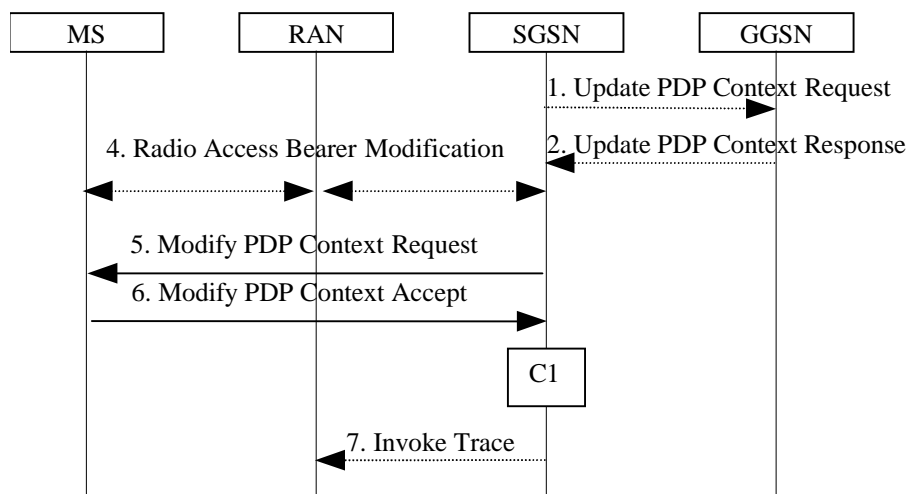 MS RAN SGSN GGSN
1. Update PDP Context Request
4. Radio Access Bearer Modification
2. Update PDP Context Response
5. Modify PDP Context Request
6. Modify PDP Context Accept
C1
7. Invoke Trace